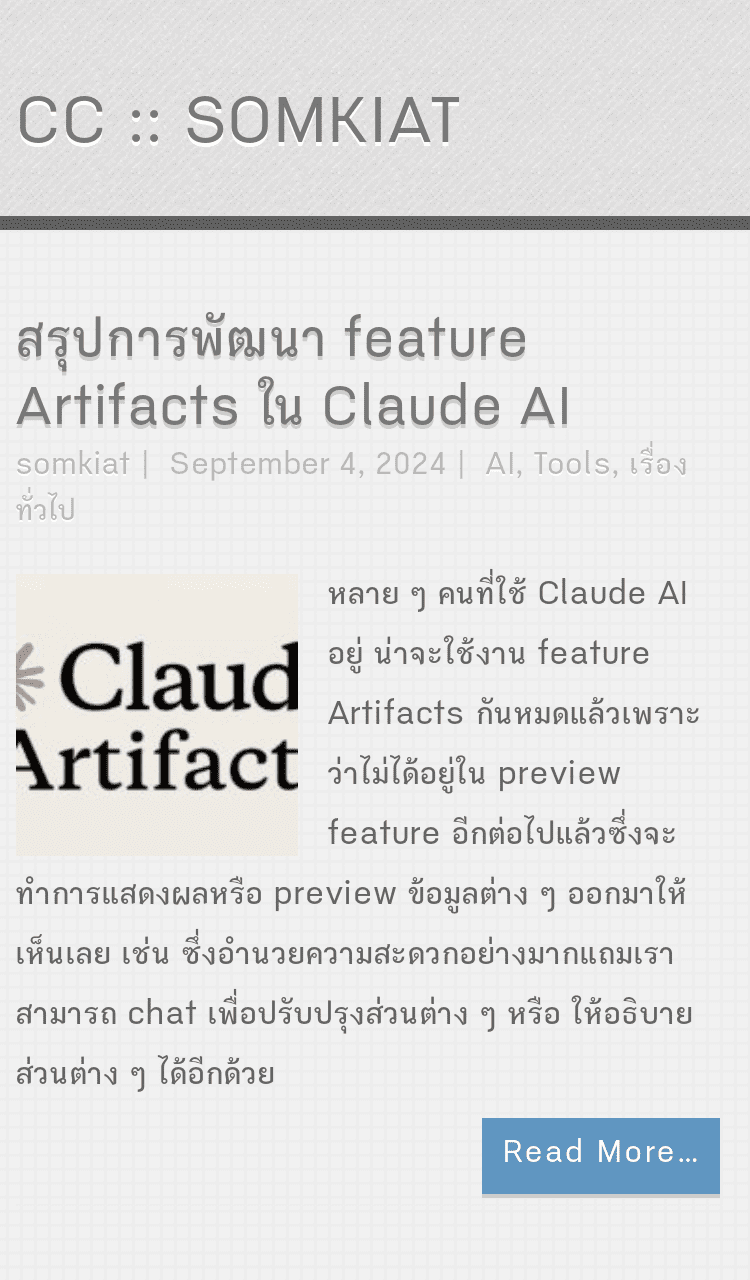 CC :: SOMKIAT
สรุปการพัฒนา feature
Artifacts ใน Claude AI
somkiat | September 4, 2024 | AI, Tools, เรื่อง
ทั่วไป
Claud
Artifact
หลาย ๆ คนที่ใช้ Claude AI
อยู่ น่าจะใช้งาน feature
Artifacts กันหมดแล้วเพราะ
ว่าไม่ได้อยู่ใน preview
feature อีกต่อไปแล้วซึ่งจะ
ทำการแสดงผลหรือ preview ข้อมูลต่าง ๆ ออกมาให้
เห็นเลย เช่น ซึ่งอำนวยความสะดวกอย่างมากแถมเรา
สามารถ chat เพื่อปรับปรุงส่วนต่าง ๆ หรือ ให้อธิบาย
ส่วนต่าง ๆ ได้อีกด้วย
Read More…